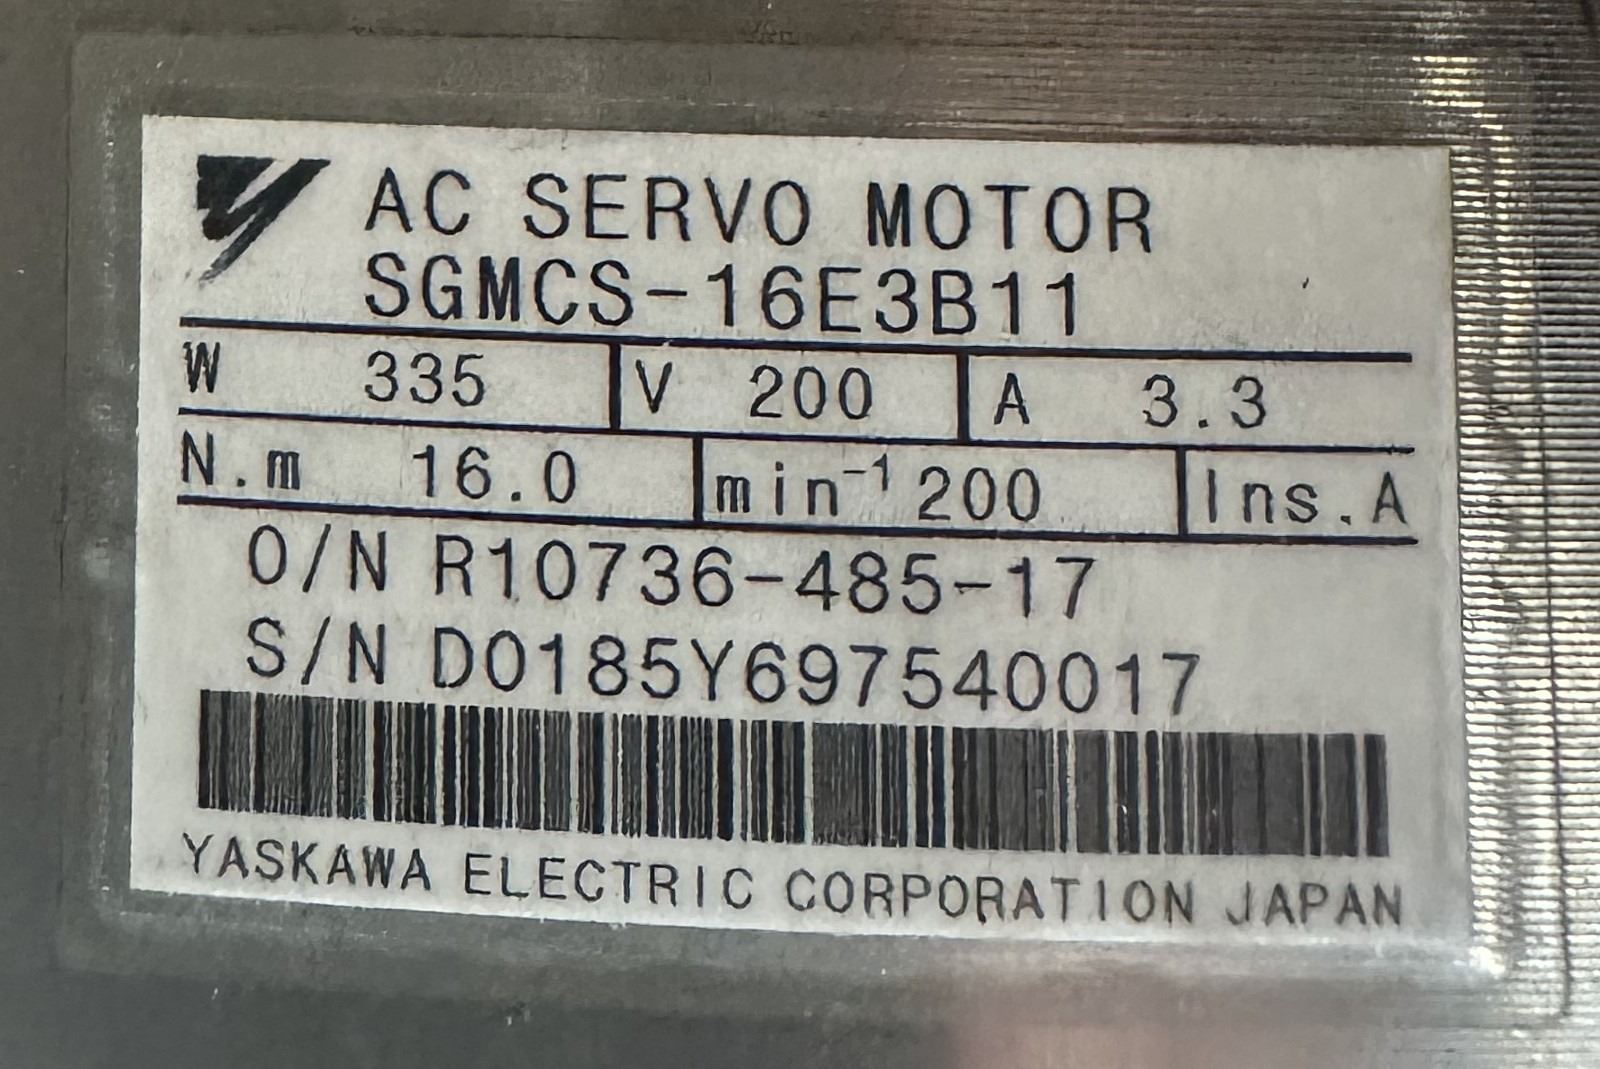 AC SERVO MOTOR
SGMCS-16E3B11
W 335 V 200 A 3.3
N.m 16.0 min⁻¹ 200 Ins.A
O/N R10736-485-17
S/N D0185Y697540017
YASKAWA ELECTRIC CORPORATION JAPAN